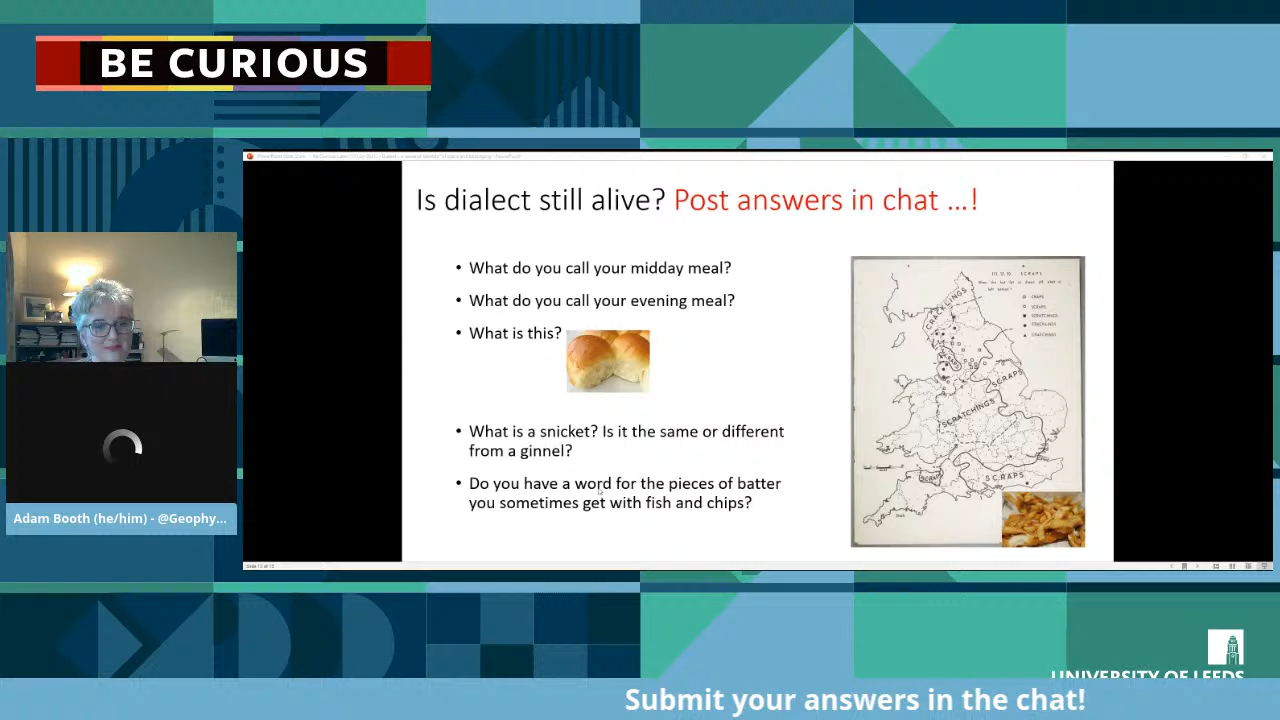 BE CURIOUS
Is dialect still alive? Post answers in chat ...!
• What do you call your midday meal?
• What do you call your evening meal?
• What is this?
• What is a snicket? Is it the same or different
from a ginnel?
• Do you have a word for the pieces of batter
you sometimes get with fish and chips?
SCRAPS
CRACKLINGS
SCRAPS
SCRATCHINGS
SCRAPS
SCRAPS
Adam Booth (he/him) - @Geophy...
UNIVERSITY OF LEEDS
Submit your answers in the chat!